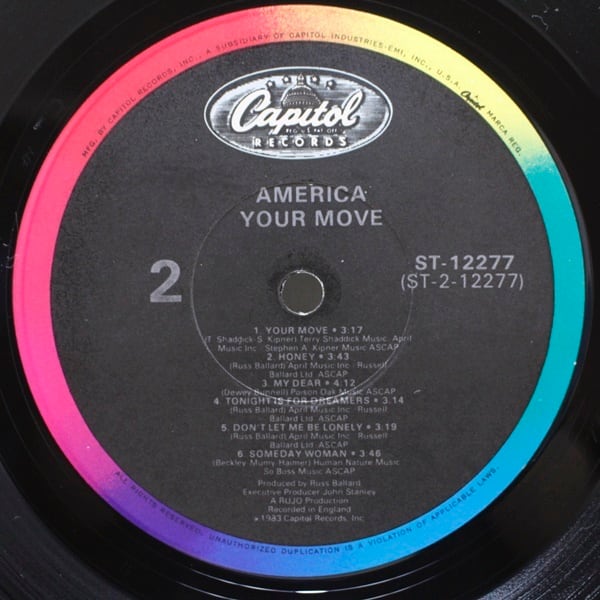 MFG. BY CAPITOL RECORDS, INC., A SUBSIDIARY OF CAPITOL INDUSTRIES-EMI, INC., U.S.A. Capitol MARCA REG.
Capitol
REG. U.S. PAT. OFF.
RECORDS
AMERICA
YOUR MOVE
2
ST-12277
(ST-2-12277)
1. YOUR MOVE • 3:17
(T. Shaddick-S. Kipner) Terry Shaddick Music, April
Music Inc., Stephen A. Kipner Music ASCAP
2. HONEY • 3:43
(Russ Ballard) April Music Inc., Russell
Ballard Ltd. ASCAP
3. MY DEAR • 4:12
(Dewey Bunnell) Poison Oak Music ASCAP
4. TONIGHT IS FOR DREAMERS • 3:14
(Russ Ballard) April Music Inc., Russell
Ballard Ltd. ASCAP
5. DON'T LET ME BE LONELY • 3:19
(Russ Ballard) April Music Inc., Russell
Ballard Ltd. ASCAP
6. SOMEDAY WOMAN • 3:46
(Beckley-Mumy-Haimer) Human Nature Music
So Buss Music ASCAP
Produced by Russ Ballard
Executive Producer John Stanley
A RUJO Production
Recorded in England
℗1983 Capitol Records, Inc.
ALL RIGHTS RESERVED. UNAUTHORIZED DUPLICATION IS A VIOLATION OF APPLICABLE LAWS.